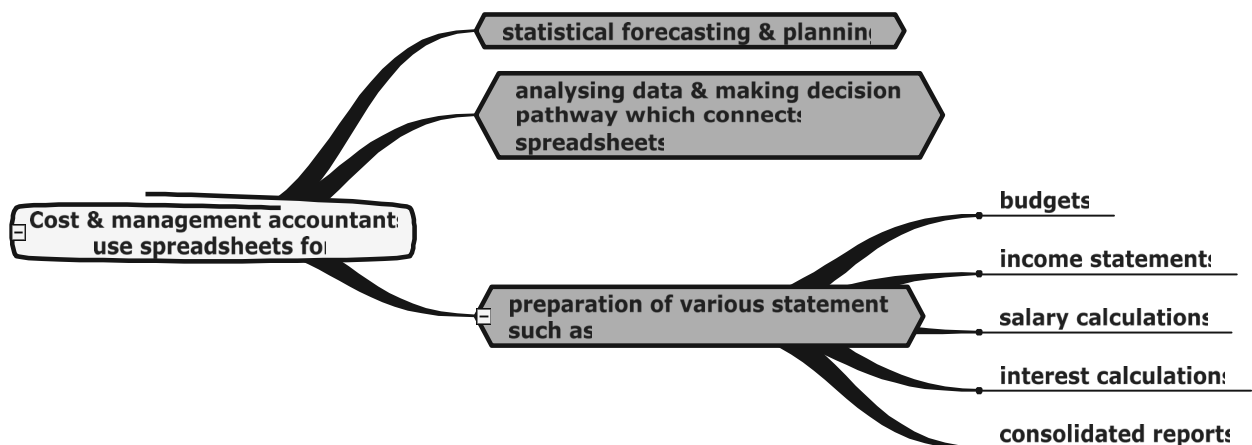 statistical forecasting & planning
analysing data & making decision
pathway which connects
spreadsheets
Cost & management accountants
use spreadsheets for
preparation of various statement
such as
budgets
income statements
salary calculations
interest calculations
consolidated reports